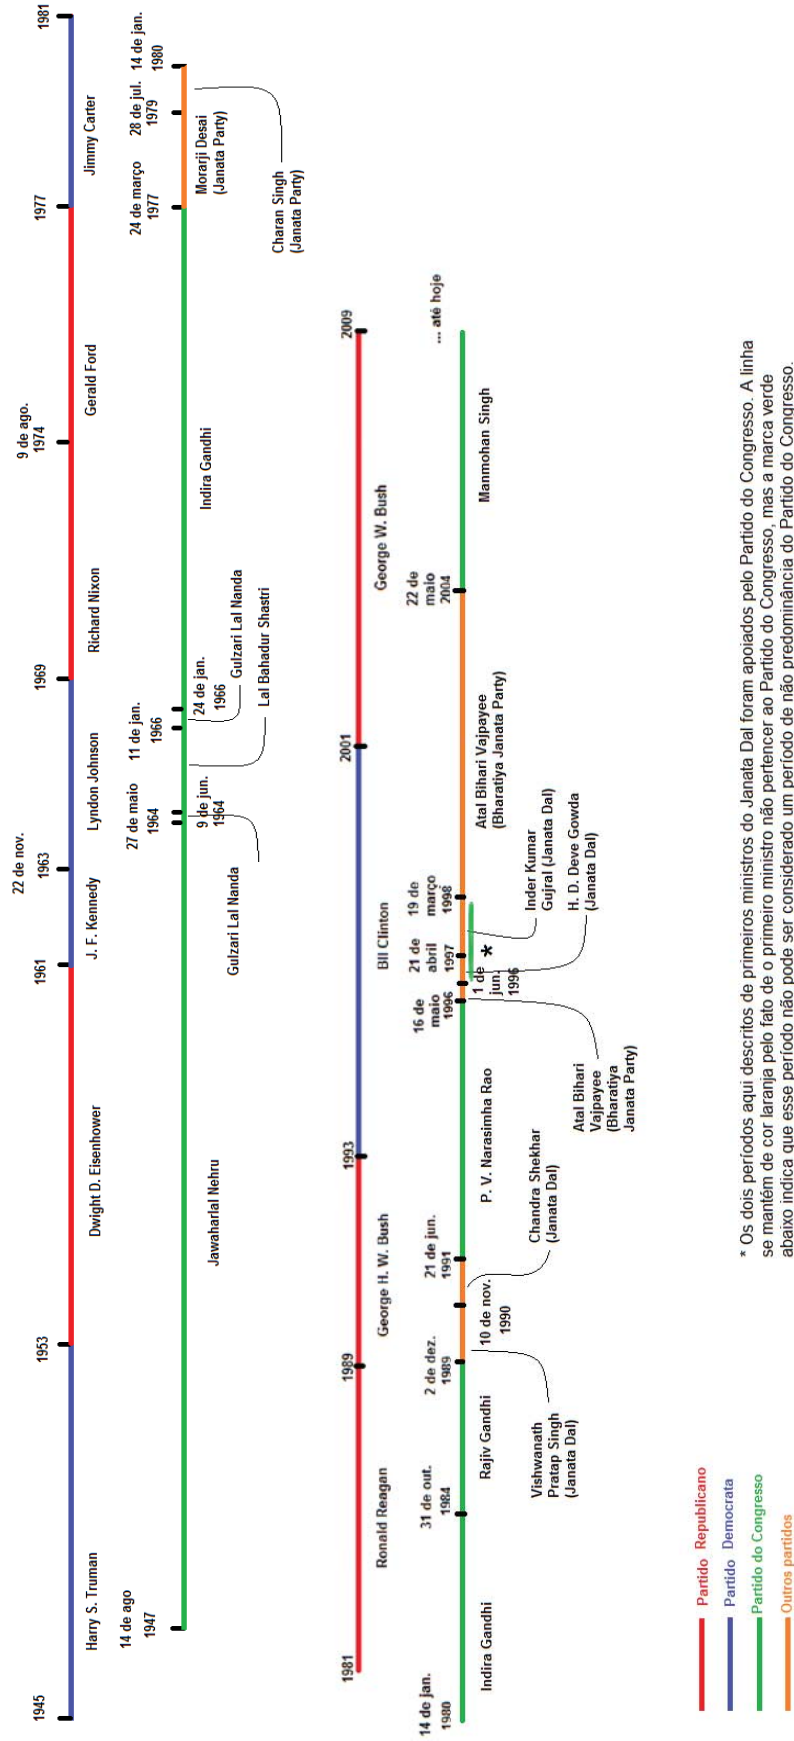 1945
1953
1961
22 de nov.
1963
1969
9 de ago.
1974
1977
1981
Harry S. Truman
Dwight D. Eisenhower
J. F. Kennedy
Lyndon Johnson
Richard Nixon
Gerald Ford
Jimmy Carter
14 de ago
1947
27 de maio
1964
11 de jan.
1966
24 de março
1977
28 de jul.
1979
14 de jan.
1980
Jawaharlal Nehru
9 de jun.
1964
24 de jan.
1966
Indira Gandhi
Morarji Desai
(Janata Party)
Gulzari Lal Nanda
Gulzari Lal Nanda
Lal Bahadur Shastri
Charan Singh
(Janata Party)
1981
1989
1993
2001
2009
Ronald Reagan
George H. W. Bush
Bll Clinton
George W. Bush
14 de jan.
1980
31 de out.
1984
2 de dez.
1989
21 de jun.
1991
16 de
maio
1996
21 de
abril
1997
19 de
março
1998
22 de
maio
2004
... até hoje
Indira Gandhi
Rajiv Gandhi
10 de nov.
1990
P. V. Narasimha Rao
1 de
jun.
1996
*
Atal Bihari Vajpayee
(Bharatiya Janata Party)
Manmohan Singh
Vishwanath
Pratap Singh
(Janata Dal)
Chandra Shekhar
(Janata Dal)
Atal Bihari
Vajpayee
(Bharatiya
Janata Party)
Inder Kumar
Gujral (Janata Dal)
H. D. Deve Gowda
(Janata Dal)
Partido Republicano
Partido Democrata
Partido do Congresso
Outros partidos
* Os dois períodos aqui descritos de primeiros ministros do Janata Dal foram apoiados pelo Partido do Congresso. A linha
se mantém de cor laranja pelo fato de o primeiro ministro não pertencer ao Partido do Congresso, mas a marca verde
abaixo indica que esse período não pode ser considerado um período de não predominância do Partido do Congresso.